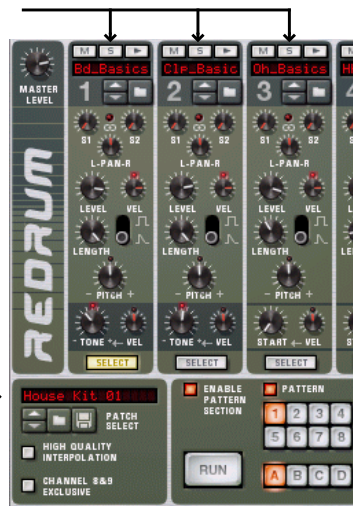 M S M S M S M
Bd_Basics Clp_Basic Oh_Basics
MASTER LEVEL
1 2 3
S1 S2 S1 S2 S1 S2
L-PAN-R L-PAN-R L-PAN-R
LEVEL VEL LEVEL VEL LEVEL VEL
LENGTH LENGTH LENGTH
- PITCH + - PITCH + - PITCH +
REDRUM
- TONE + ← VEL - TONE + ← VEL START ← VEL
SELECT SELECT SELECT
House Kit 01
PATCH SELECT
HIGH QUALITY INTERPOLATION
CHANNEL 8&9 EXCLUSIVE
ENABLE PATTERN SECTION
PATTERN
1 2 3 4
5 6 7 8
RUN
A B C D